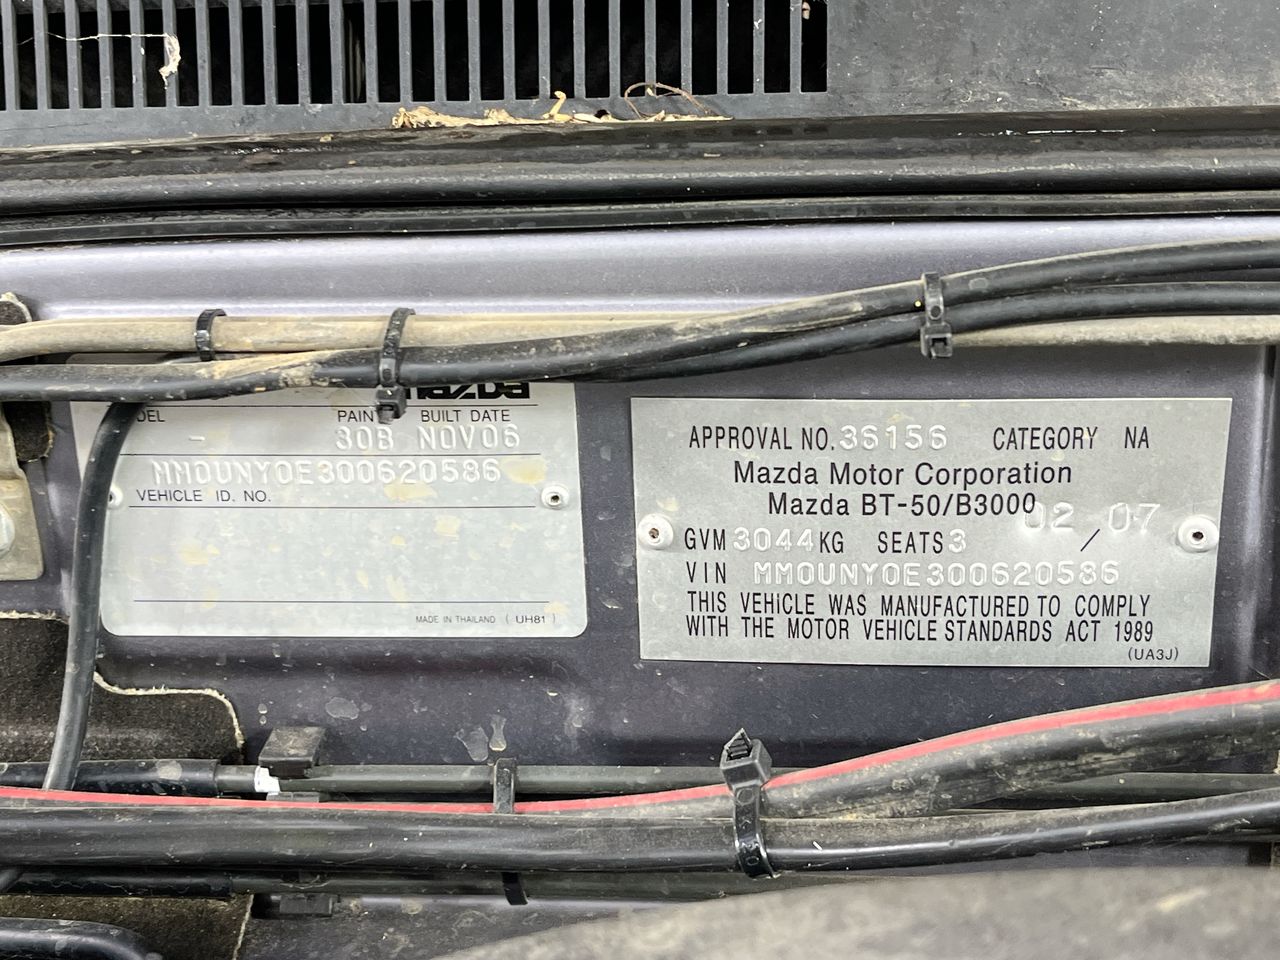 mazda
PAINT BUILT DATE
- 30B NOV06
MM0UNY0E300620586
VEHICLE ID. NO.
MADE IN THAILAND ( UH81 )
APPROVAL NO. 36156 CATEGORY NA
Mazda Motor Corporation
Mazda BT-50/B3000
02 / 07
GVM 3044KG SEATS 3
VIN MM0UNY0E300620586
THIS VEHICLE WAS MANUFACTURED TO COMPLY
WITH THE MOTOR VEHICLE STANDARDS ACT 1989
(UA3J)